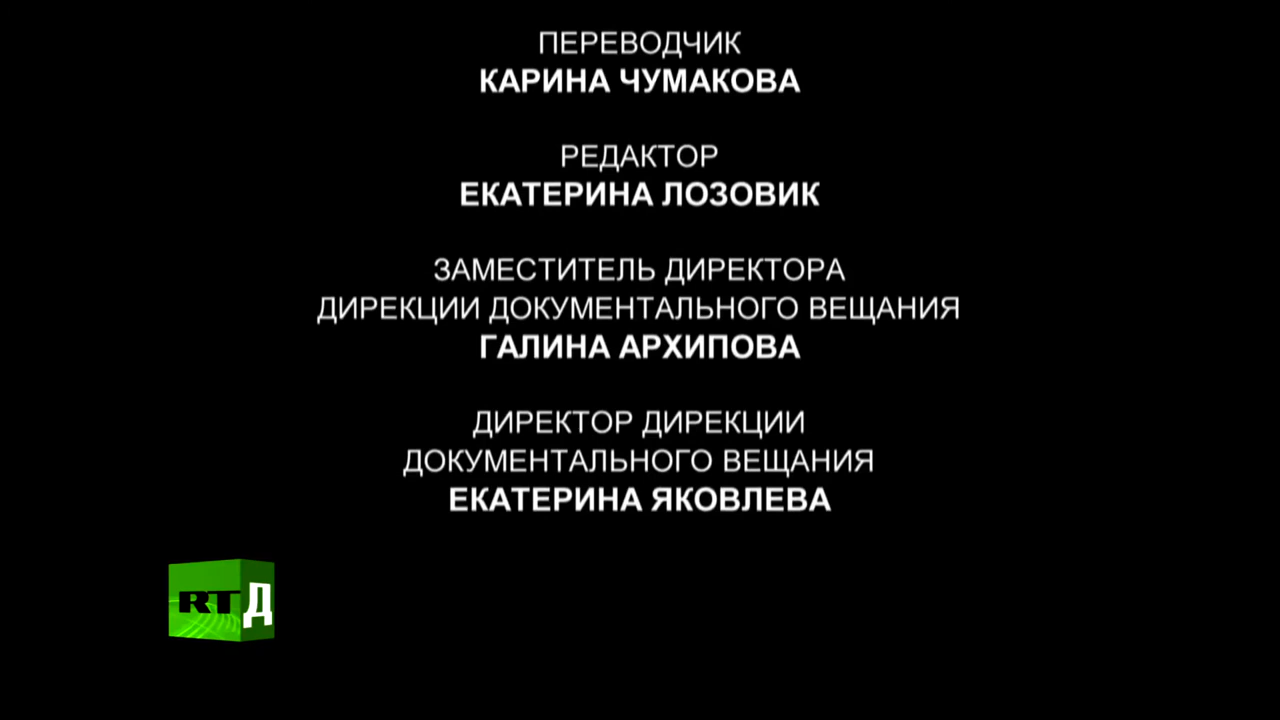 ПЕРЕВОДЧИК
КАРИНА ЧУМАКОВА
РЕДАКТОР
ЕКАТЕРИНА ЛОЗОВИК
ЗАМЕСТИТЕЛЬ ДИРЕКТОРА
ДИРЕКЦИИ ДОКУМЕНТАЛЬНОГО ВЕЩАНИЯ
ГАЛИНА АРХИПОВА
ДИРЕКТОР ДИРЕКЦИИ
ДОКУМЕНТАЛЬНОГО ВЕЩАНИЯ
ЕКАТЕРИНА ЯКОВЛЕВА
RT Д